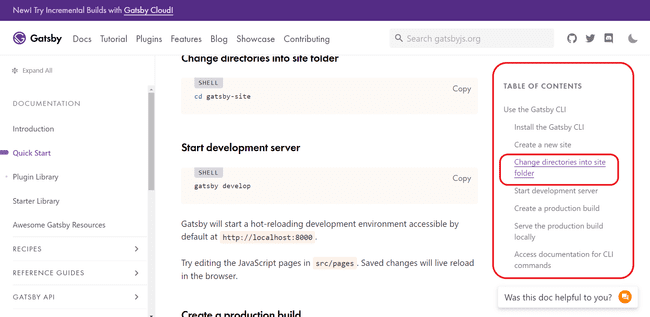 New! Try Incremental Builds with Gatsby Cloud!
Gatsby Docs Tutorial Plugins Features Blog Showcase Contributing Search gatsbyjs.org
Expand All
DOCUMENTATION
Introduction
Quick Start
Plugin Library
Starter Library
Awesome Gatsby Resources
RECIPES
REFERENCE GUIDES
GATSBY API
Change directories into site folder
SHELL
Copy
cd gatsby-site
Start development server
SHELL
Copy
gatsby develop
Gatsby will start a hot-reloading development environment accessible by
default at http://localhost:8000.
Try editing the JavaScript pages in src/pages. Saved changes will live reload
in the browser.
Create a production build
TABLE OF CONTENTS
Use the Gatsby CLI
Install the Gatsby CLI
Create a new site
Change directories into site
folder
Start development server
Create a production build
Serve the production build
locally
Access documentation for CLI
commands
Was this doc helpful to you?